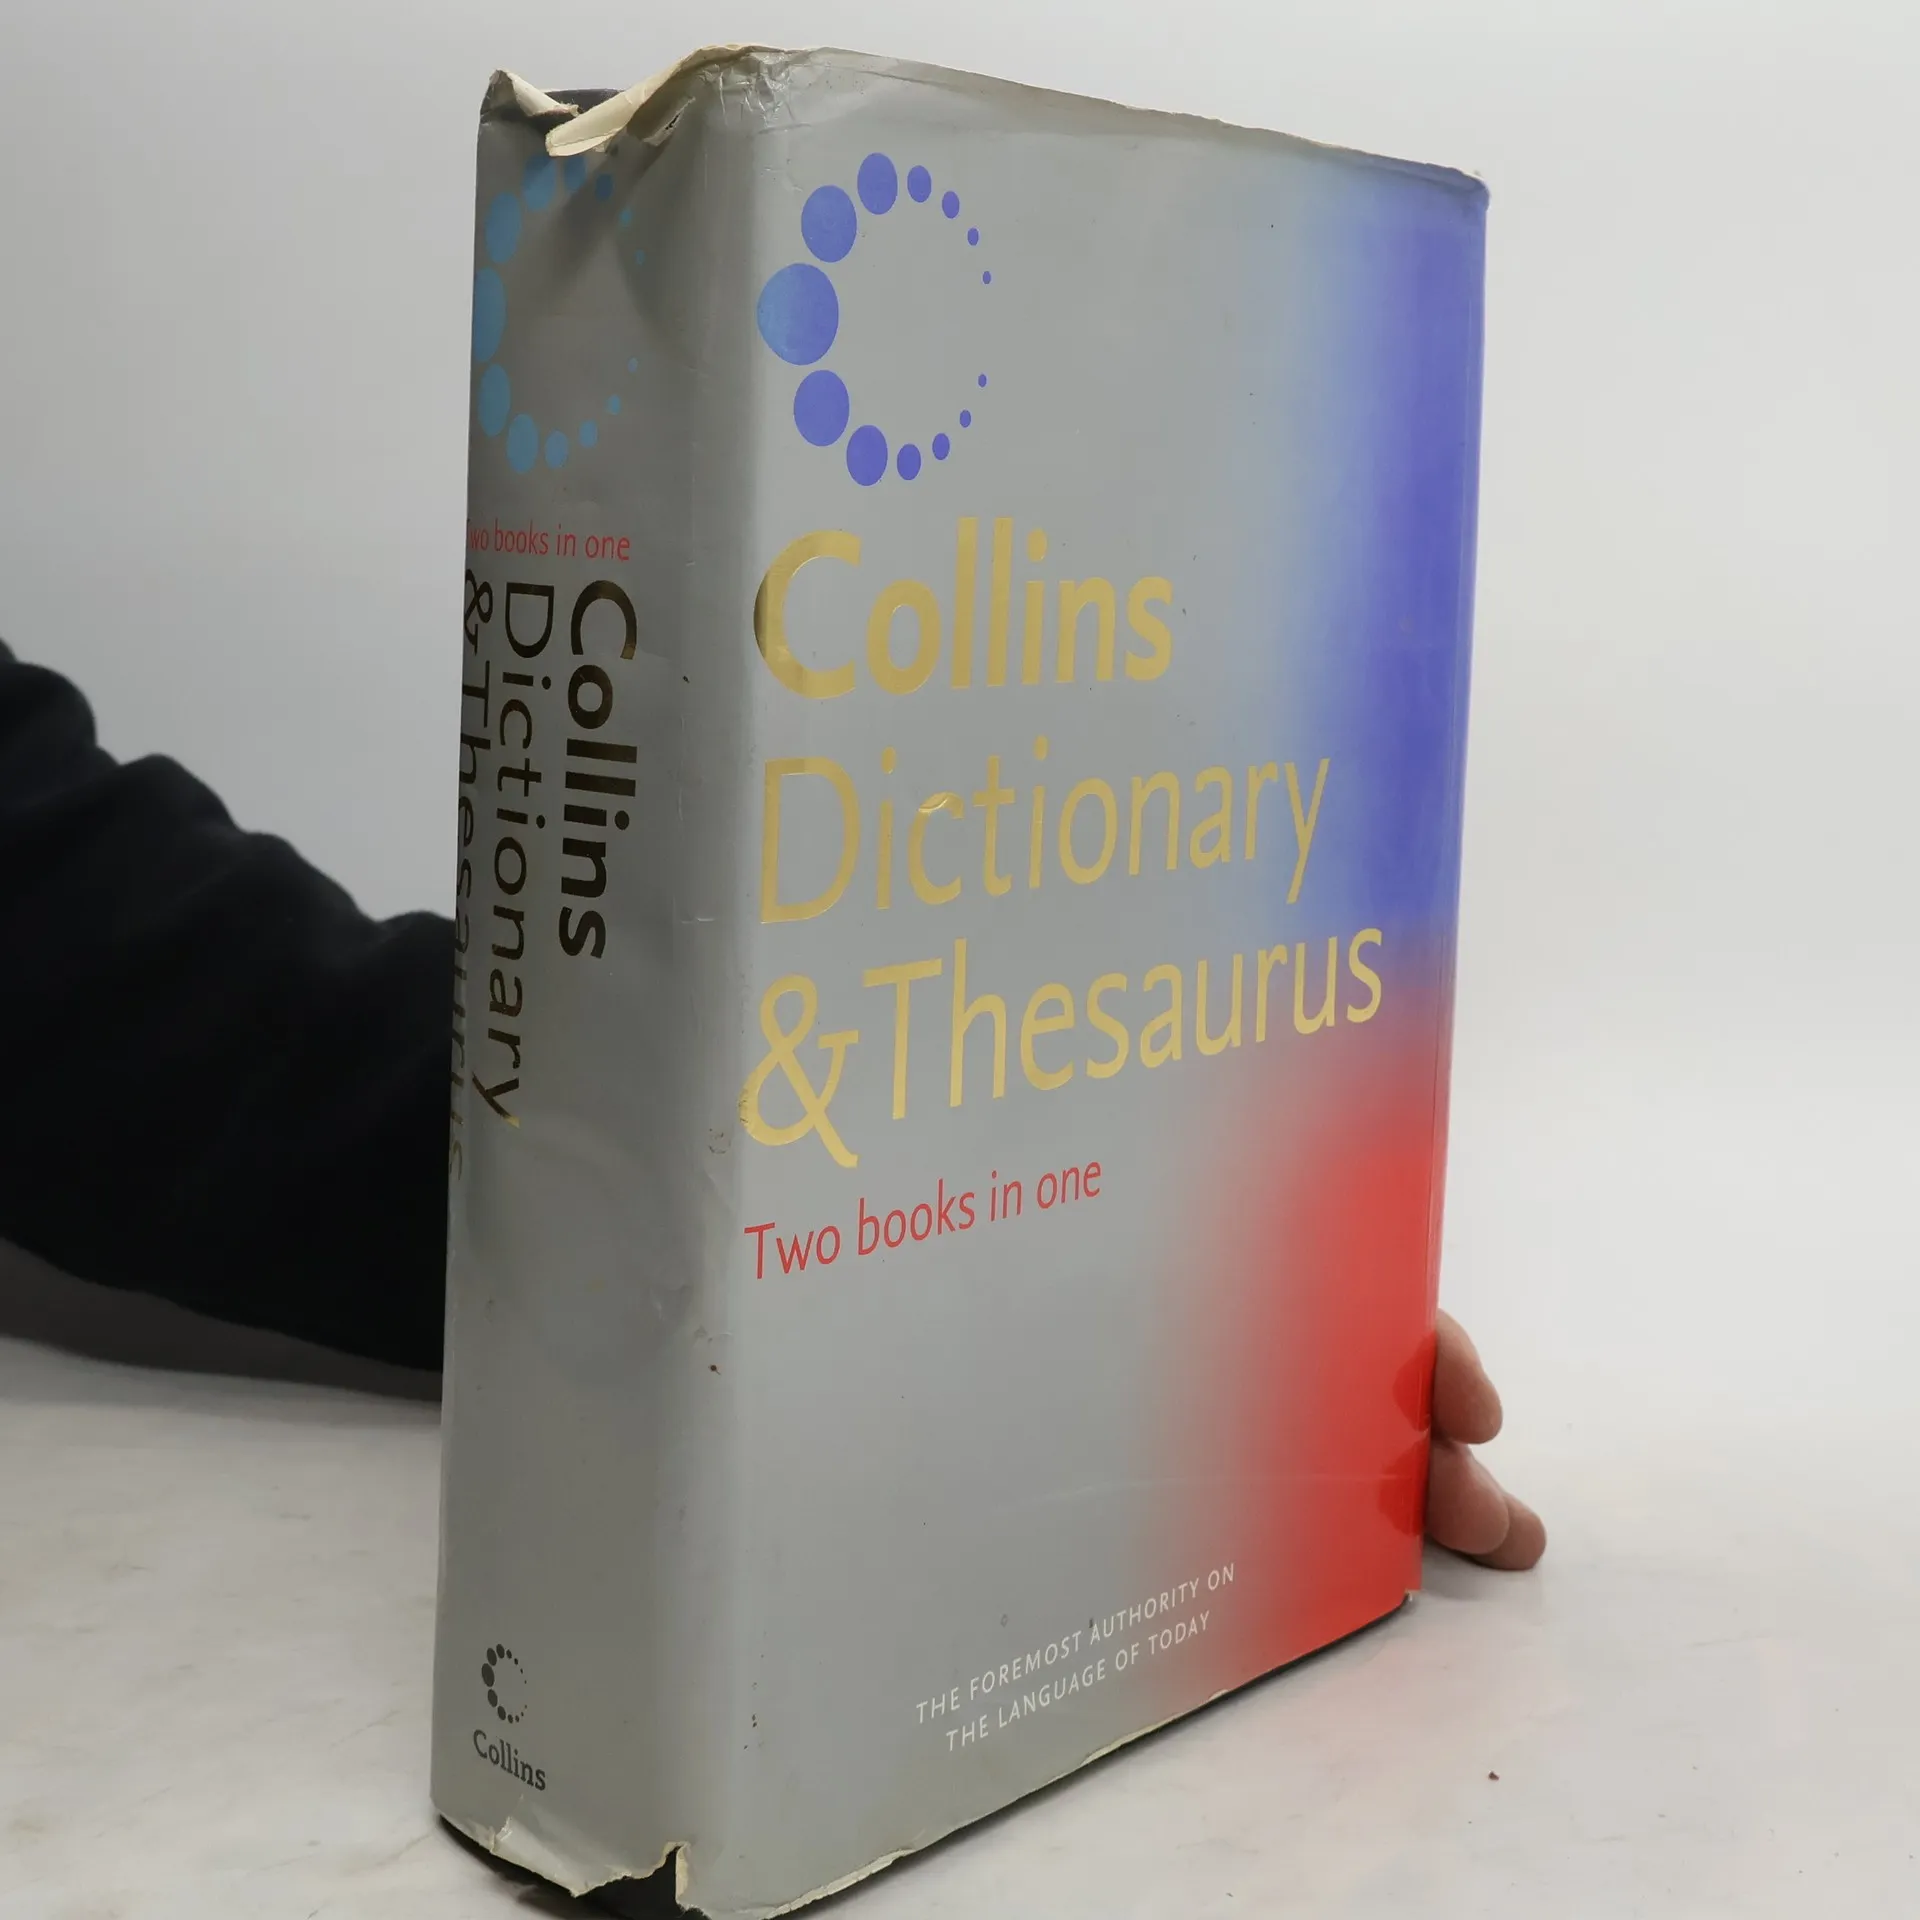 Two books in one
Collins
Dictionary
& Thesaurus
Collins
Collins
Dictionary
& Thesaurus
Two books in one
THE FOREMOST AUTHORITY ON
THE LANGUAGE OF TODAY